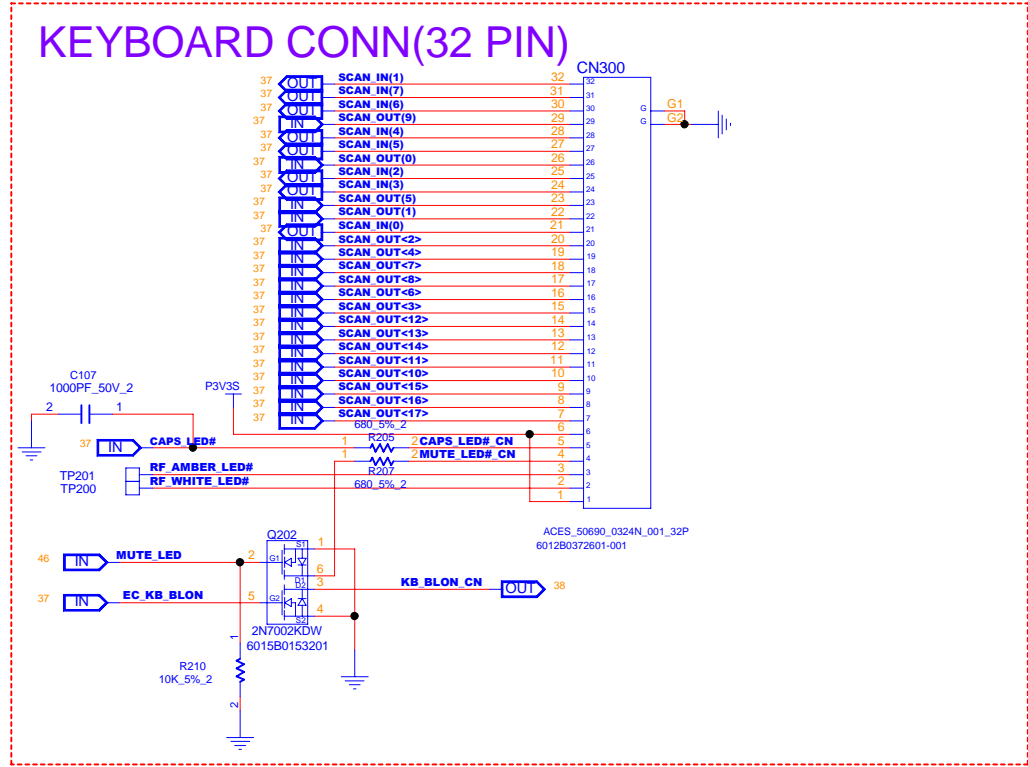 KEYBOARD CONN(32 PIN)
CN300
37 OUT SCAN_IN(1) 32 32
37 OUT SCAN_IN(7) 31 31
37 OUT SCAN_IN(6) 30 30 G G1
37 IN SCAN_OUT(9) 29 29 G G2
37 OUT SCAN_IN(4) 28 28
37 OUT SCAN_IN(5) 27 27
37 IN SCAN_OUT(0) 26 26
37 OUT SCAN_IN(2) 25 25
37 OUT SCAN_IN(3) 24 24
37 IN SCAN_OUT(5) 23 23
37 IN SCAN_OUT(1) 22 22
37 OUT SCAN_IN(0) 21 21
37 IN SCAN_OUT<2> 20 20
37 IN SCAN_OUT<4> 19 19
37 IN SCAN_OUT<7> 18 18
37 IN SCAN_OUT<8> 17 17
37 IN SCAN_OUT<6> 16 16
37 IN SCAN_OUT<3> 15 15
37 IN SCAN_OUT<12> 14 14
37 IN SCAN_OUT<13> 13 13
37 IN SCAN_OUT<14> 12 12
37 IN SCAN_OUT<11> 11 11
37 IN SCAN_OUT<10> 10 10
37 IN SCAN_OUT<15> 9 9
37 IN SCAN_OUT<16> 8 8
37 IN SCAN_OUT<17> 7 7
C107
1000PF_50V_2
2 1
P3V3S
680_5%_2
6 6
37 IN CAPS_LED# 1 R205 2 CAPS_LED#_CN 5 5
1 2 MUTE_LED#_CN 4 4
R207
680_5%_2
TP201 RF_AMBER_LED# 3 3
TP200 RF_WHITE_LED# 2 2
1 1
ACES_50690_0324N_001_32P
6012B0372601-001
Q202
46 IN MUTE_LED 2 G1 S1 1
D1 6
37 IN EC_KB_BLON 5 G2 D2 3 KB_BLON_CN OUT 38
S2 4
2N7002KDW
6015B0153201
1
R210
10K_5%_2
2